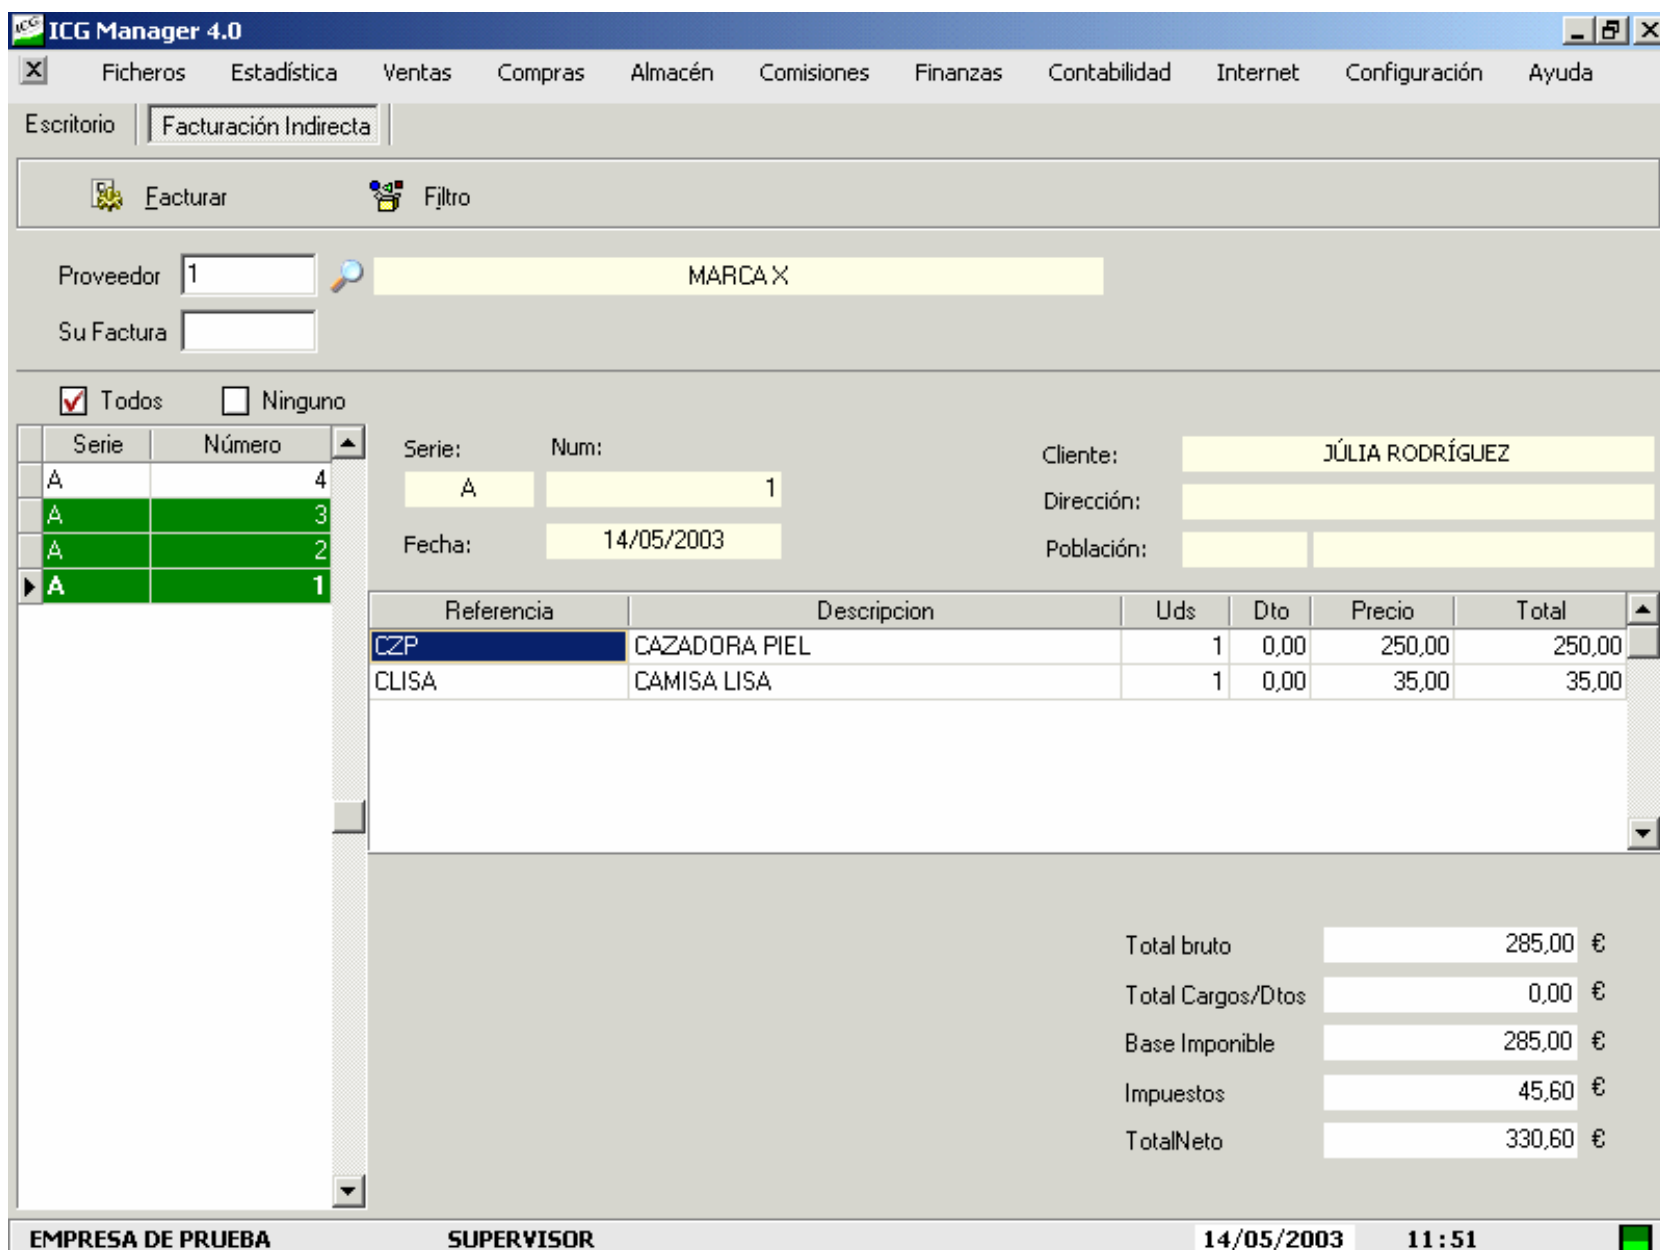 ICG ICG Manager 4.0
X Ficheros Estadística Ventas Compras Almacén Comisiones Finanzas Contabilidad Internet Configuración Ayuda
Escritorio Facturación Indirecta
Facturar Filtro
Proveedor 1 MARCA X
Su Factura
Todos Ninguno
Serie Número
A 4
A 3
A 2
A 1
Serie: Num:
A 1
Fecha: 14/05/2003
Cliente: JÚLIA RODRÍGUEZ
Dirección:
Población:
Referencia Descripcion Uds Dto Precio Total
CZP CAZADORA PIEL 1 0,00 250,00 250,00
CLISA CAMISA LISA 1 0,00 35,00 35,00
Total bruto 285,00 €
Total Cargos/Dtos 0,00 €
Base Imponible 285,00 €
Impuestos 45,60 €
TotalNeto 330,60 €
EMPRESA DE PRUEBA SUPERVISOR 14/05/2003 11:51